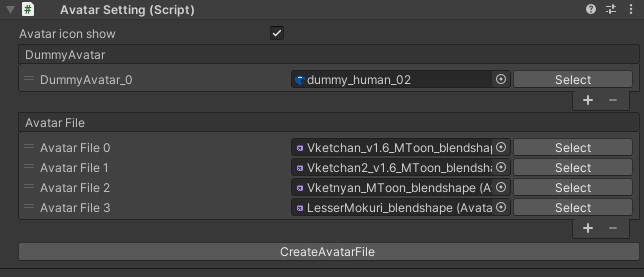 Avatar Setting (Script)
Avatar icon show
DummyAvatar
DummyAvatar_0 dummy_human_02 Select
Avatar File
Avatar File 0 Vketchan_v1.6_MToon_blendshap Select
Avatar File 1 Vketchan2_v1.6_MToon_blendsha Select
Avatar File 2 Vketnyan_MToon_blendshape (A Select
Avatar File 3 LesserMokuri_blendshape (Avata Select
CreateAvatarFile